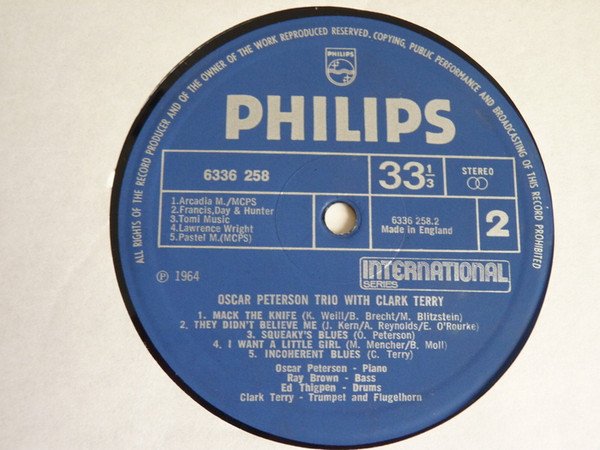 ALL RIGHTS OF THE RECORD PRODUCER AND OF THE OWNER OF THE WORK REPRODUCED RESERVED. COPYING, PUBLIC PERFORMANCE AND BROADCASTING OF THIS RECORD PROHIBITED
PHILIPS
PHILIPS
6336 258
33 1/3
STEREO
1.Arcadia M./MCPS
2.Francis,Day & Hunter
3.Tomi Music
4.Lawrence Wright
5.Pastel M.(MCPS)
6336 258.2
Made in England
2
Ⓟ 1964
INTERNATIONAL
SERIES
OSCAR PETERSON TRIO WITH CLARK TERRY
1. MACK THE KNIFE (K. Weill/B. Brecht/M. Blitzstein)
2. THEY DIDN'T BELIEVE ME (J. Kern/A. Reynolds/E. O'Rourke)
3. SQUEAKY'S BLUES (O. Peterson)
4. I WANT A LITTLE GIRL (M. Mencher/B. Moll)
5. INCOHERENT BLUES (C. Terry)
Oscar Peterson - Piano
Ray Brown - Bass
Ed Thigpen - Drums
Clark Terry - Trumpet and Flugelhorn